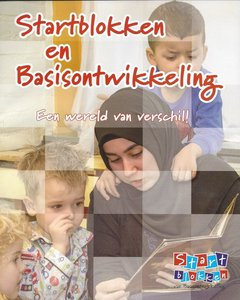 Startblokken
en
Basisontwikkeling
Een wereld van verschil!
Start
blokken